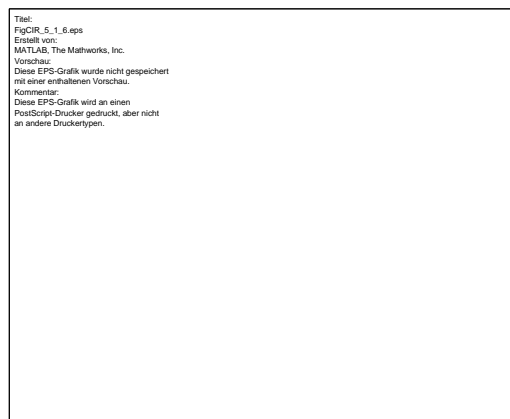 Titel:
FigCIR_5_1_6.eps
Erstellt von:
MATLAB, The Mathworks, Inc.
Vorschau:
Diese EPS-Grafik wurde nicht gespeichert
mit einer enthaltenen Vorschau.
Kommentar:
Diese EPS-Grafik wird an einen
PostScript-Drucker gedruckt, aber nicht
an andere Druckertypen.